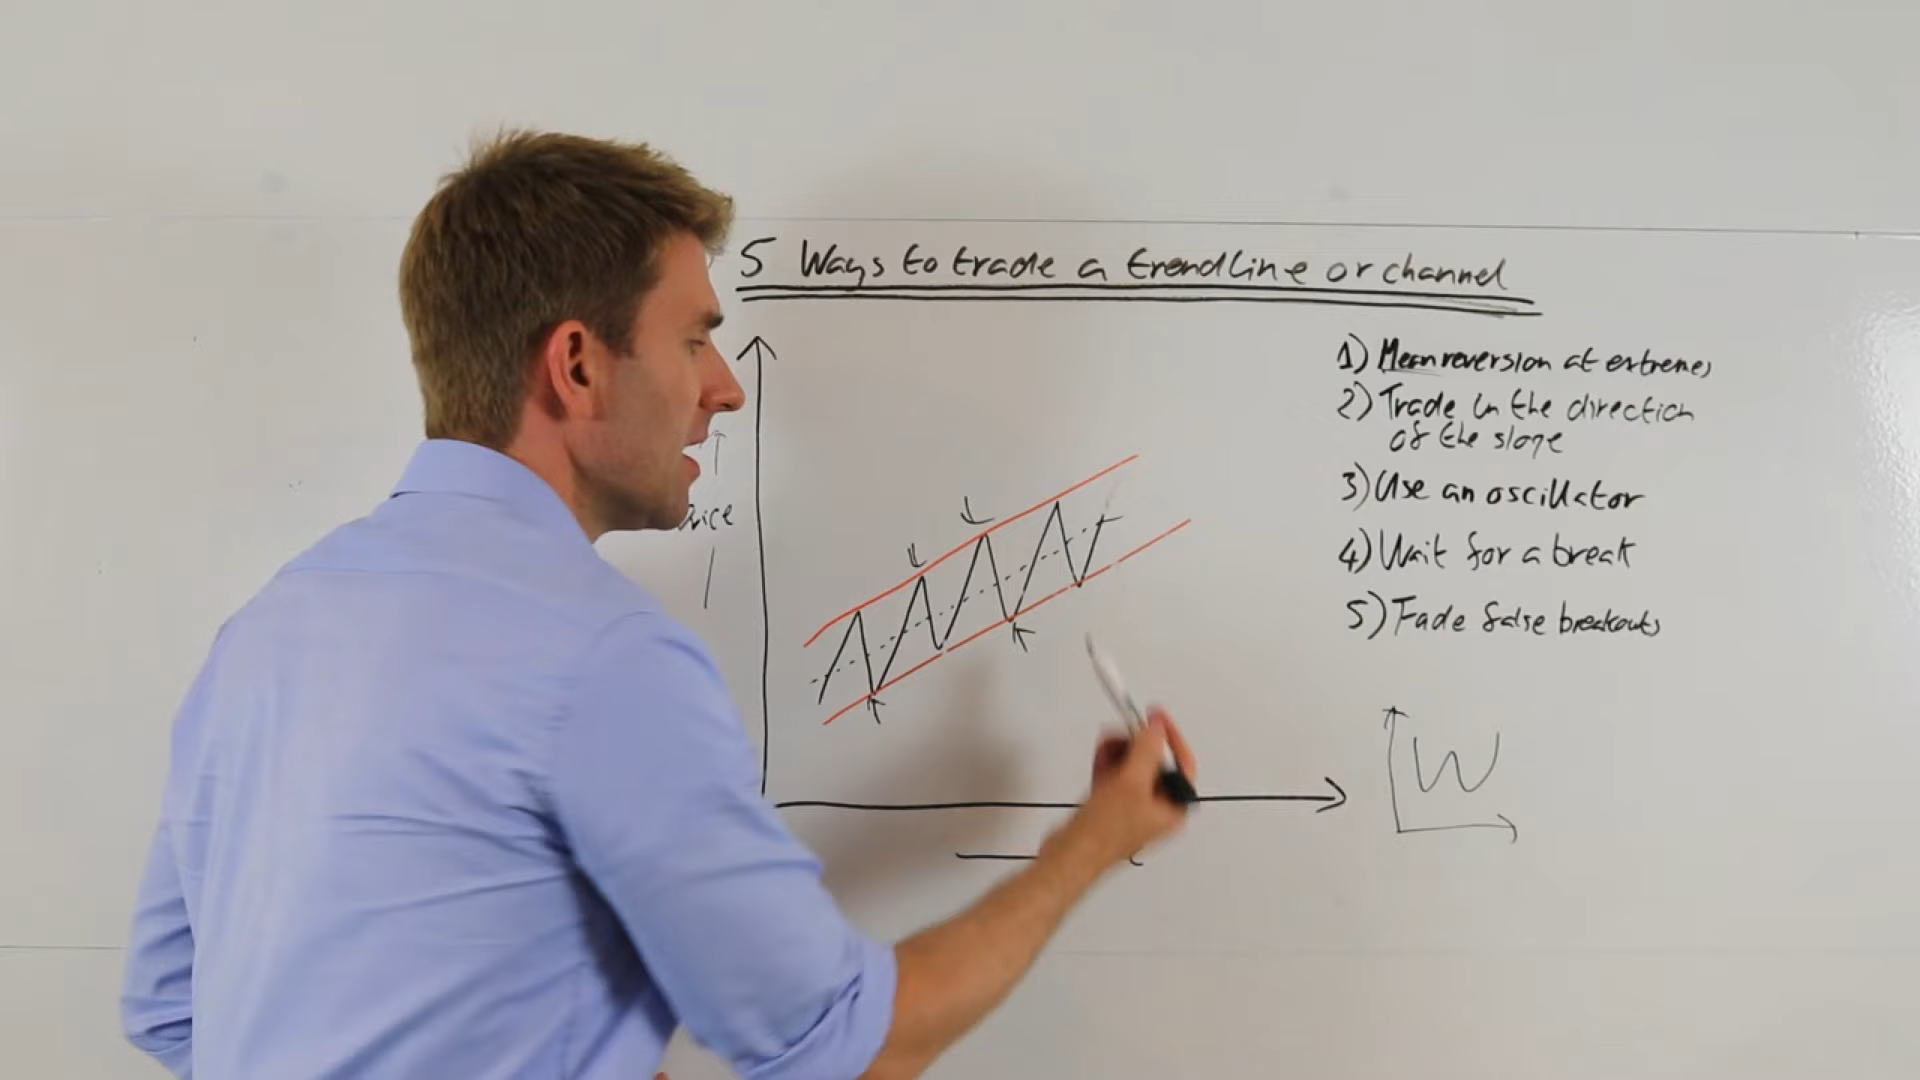 5 Ways to trade a trendline or channel
1) Mean reversion at extremes
2) Trade in the direction
of the slope
3) Use an oscillator
4) Wait for a break
5) Fade false breakouts